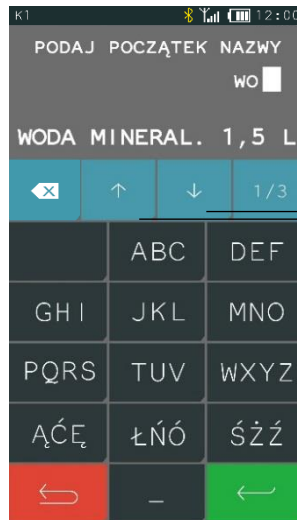 K1 12:00
PODAJ POCZĄTEK NAZWY
WO
WODA MINERAL. 1,5 L
1/3
ABC DEF
GHI JKL MNO
PQRS TUV WXYZ
ĄĆĘ ŁŃÓ ŚŻŹ
_